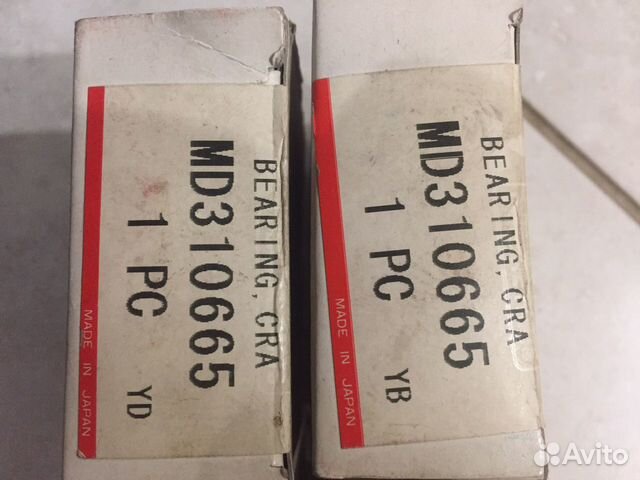 BEARING, CRA
MD310665
1 PC
YD
MADE IN JAPAN
BEARING, CRA
MD310665
1 PC
YB
MADE IN JAPAN
Avito